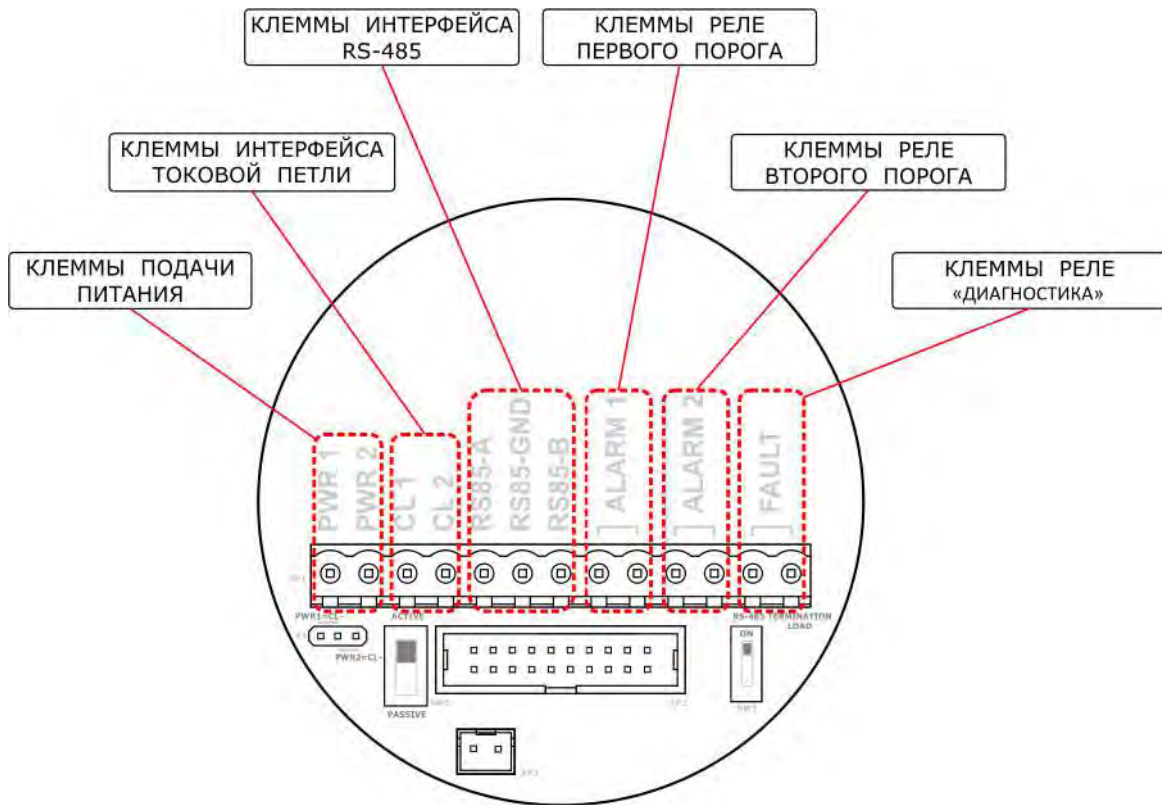 КЛЕММЫ ИНТЕРФЕЙСА
RS-485
КЛЕММЫ РЕЛЕ
ПЕРВОГО ПОРОГА
КЛЕММЫ ИНТЕРФЕЙСА
ТОКОВОЙ ПЕТЛИ
КЛЕММЫ РЕЛЕ
ВТОРОГО ПОРОГА
КЛЕММЫ ПОДАЧИ
ПИТАНИЯ
КЛЕММЫ РЕЛЕ
«ДИАГНОСТИКА»
PWR 1
PWR 2
CL 1
CL 2
RS85-A
RS85-GND
RS85-B
ALARM 1
ALARM 2
FAULT
PWR1=CL-
ACTIVE
RS-485 TERMINATION
LOAD
ON
PWR2=CL-
PASSIVE